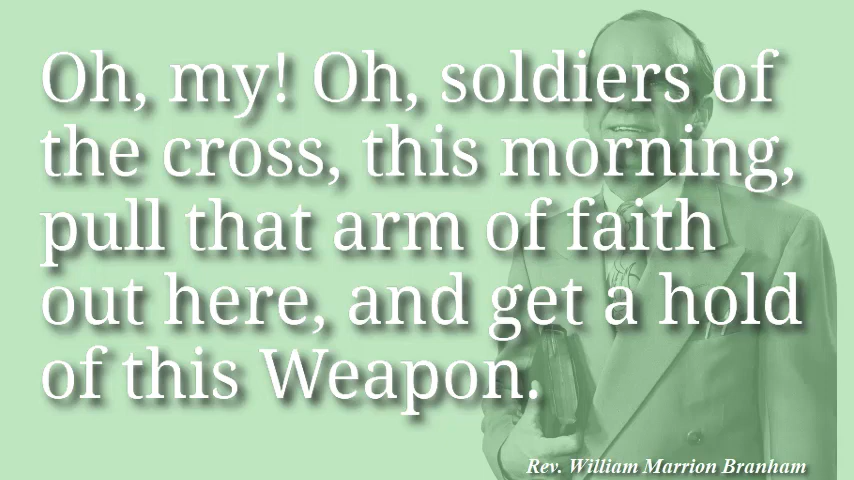 Oh, my! Oh, soldiers of
the cross, this morning,
pull that arm of faith
out here, and get a hold
of this Weapon.
Rev. William Marrion Branham